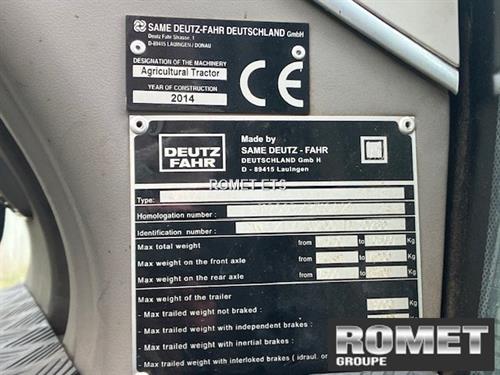 SAME DEUTZ-FAHR DEUTSCHLAND GmbH
Deutz Fahr Strasse, 1
D-89415 LAUINGEN / DONAU
DESIGNATION OF THE MACHINERY
Agricultural Tractor
YEAR OF CONSTRUCTION
2014
CE
DEUTZ
FAHR
Made by
SAME DEUTZ - FAHR
DEUTSCHLAND Gmb H
D - 89415 Lauingen
ROMET ETS
Type:
Homologation number :
Identification number :
Max total weight from to Kg
Max weight on the front axle from to Kg
Max weight on the rear axle from to Kg
Max weight of the trailer
- Max trailed weight not braked : Kg
- Max trailed weight with independent brakes :
- Max trailed weight with inertial brakes :
- Max trailed weight with interloked brakes ( idraul. or
ROMET
GROUPE